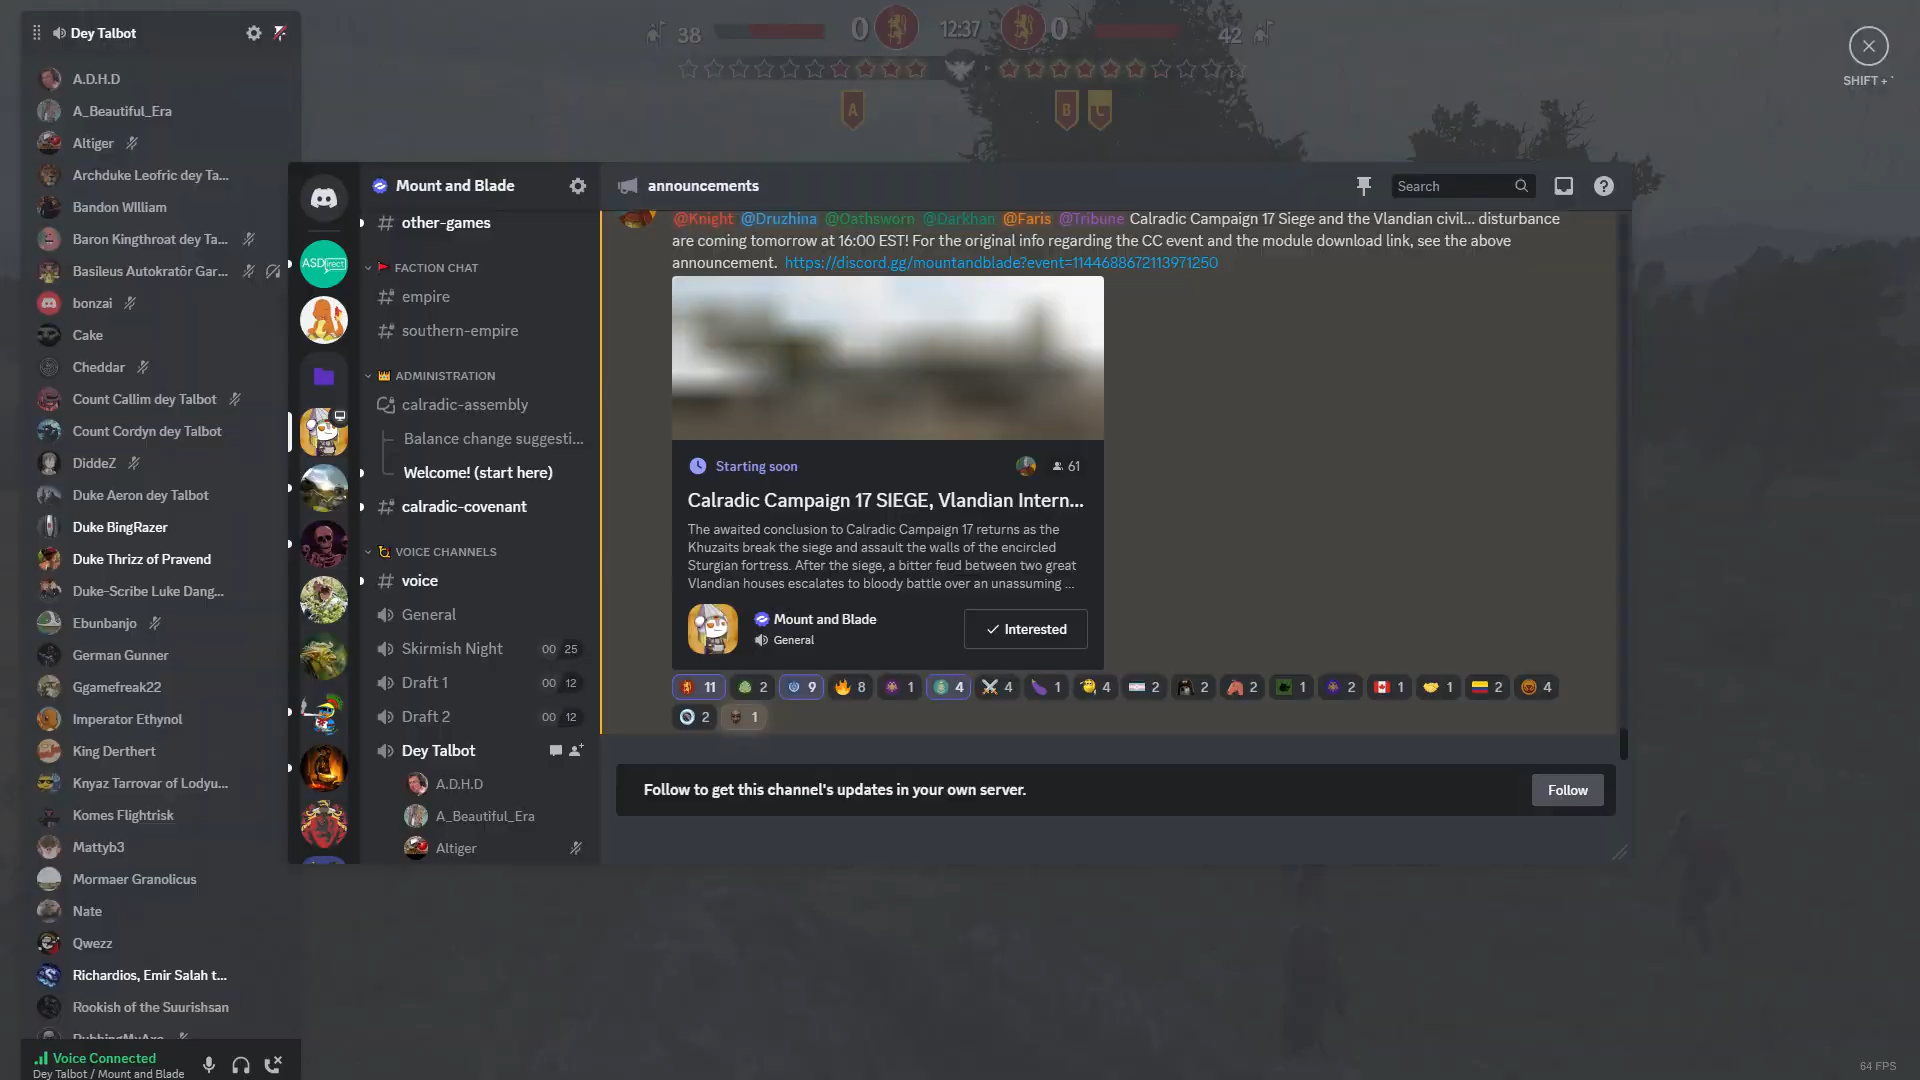 Dey Talbot
A.D.H.D
A_Beautiful_Era
Altiger
Archduke Leofric dey Ta...
Bandon WIlliam
Baron Kingthroat dey Ta...
Basileus Autokratōr Gar...
bonzai
Cake
Cheddar
Count Callim dey Talbot
Count Cordyn dey Talbot
DiddeZ
Duke Aeron dey Talbot
Duke BingRazer
Duke Thrizz of Pravend
Duke-Scribe Luke Dang...
Ebunbanjo
German Gunner
Ggamefreak22
Imperator Ethynol
King Derthert
Knyaz Tarrovar of Lodyu...
Komes Flightrisk
Mattyb3
Mormaer Granolicus
Nate
Qwezz
Richardios, Emir Salah t...
Rookish of the Suurishsan
Voice Connected
Dey Talbot / Mount and Blade
38
0
12:37
0
42
A
B
C
SHIFT + `
ASDirect
Mount and Blade
other-games
FACTION CHAT
empire
southern-empire
ADMINISTRATION
calradic-assembly
Balance change suggesti...
Welcome! (start here)
calradic-covenant
VOICE CHANNELS
voice
General
Skirmish Night 00 25
Draft 1 00 12
Draft 2 00 12
Dey Talbot
A.D.H.D
A_Beautiful_Era
Altiger
announcements
Search
@Knight @Druzhina @Oathsworn @Darkhan @Faris @Tribune Calradic Campaign 17 Siege and the Vlandian civil... disturbance
are coming tomorrow at 16:00 EST! For the original info regarding the CC event and the module download link, see the above
announcement. https://discord.gg/mountandblade?event=1144688672113971250
Starting soon
61
Calradic Campaign 17 SIEGE, Vlandian Intern...
The awaited conclusion to Calradic Campaign 17 returns as the
Khuzaits break the siege and assault the walls of the encircled
Sturgian fortress. After the siege, a bitter feud between two great
Vlandian houses escalates to bloody battle over an unassuming ...
Mount and Blade
General
Interested
11 2 9 8 1 4 4 1 4 2 2 2 1 2 1 1 2 4
2 1
Follow to get this channel's updates in your own server.
Follow
64 FPS